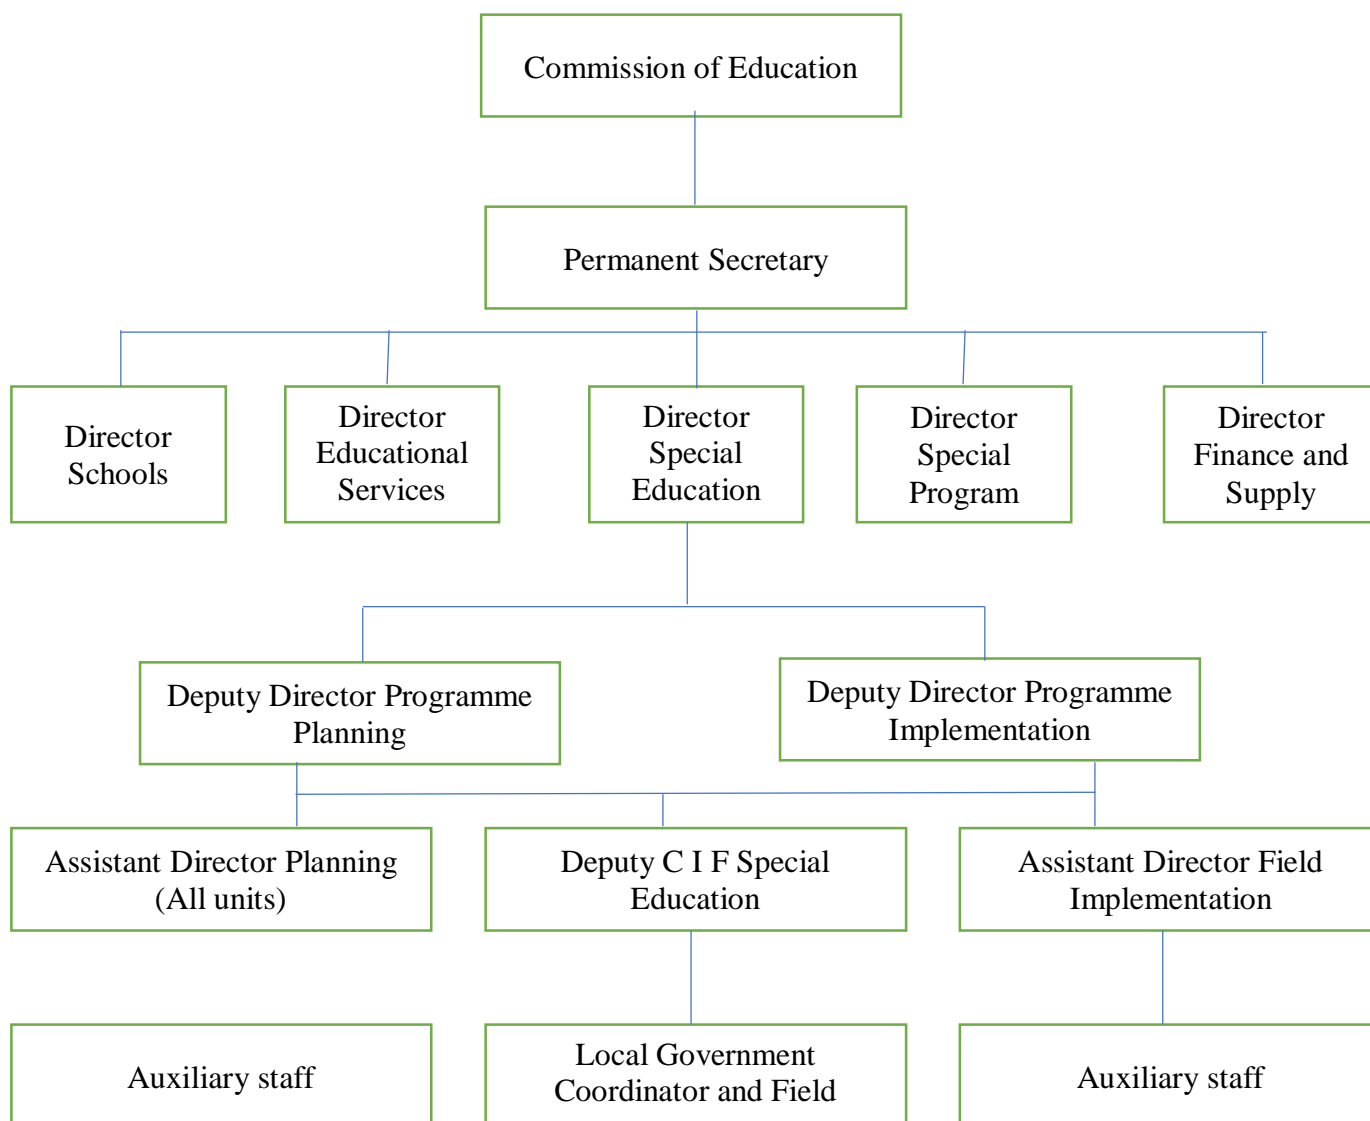 Commission of Education
Permanent Secretary
Director
Schools
Director
Educational
Services
Director
Special
Education
Director
Special
Program
Director
Finance and
Supply
Deputy Director Programme
Planning
Deputy Director Programme
Implementation
Assistant Director Planning
(All units)
Deputy C I F Special
Education
Assistant Director Field
Implementation
Auxiliary staff
Local Government
Coordinator and Field
Auxiliary staff